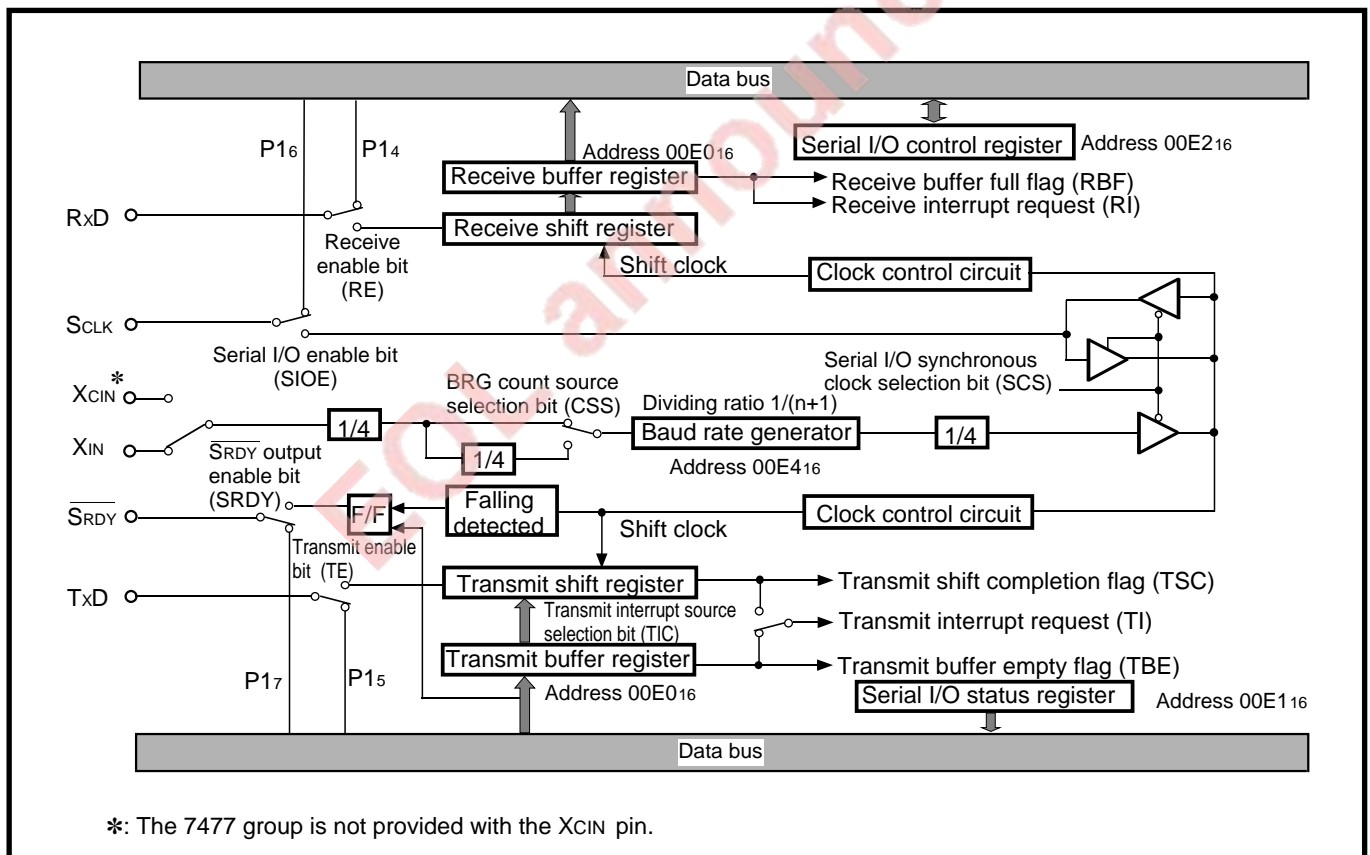 Data bus
P16
P14
Address 00E016
Serial I/O control register
Address 00E216
Receive buffer register
Receive buffer full flag (RBF)
Receive interrupt request (RI)
RxD
Receive shift register
Receive
enable bit
(RE)
Shift clock
Clock control circuit
SCLK
Serial I/O enable bit
(SIOE)
Serial I/O synchronous
clock selection bit (SCS)
XCIN*
BRG count source
selection bit (CSS)
Dividing ratio 1/(n+1)
XIN
1/4
1/4
Baud rate generator
1/4
Address 00E416
SRDY output
enable bit
(SRDY)
SRDY
F/F
Falling
detected
Shift clock
Clock control circuit
Transmit enable
bit (TE)
TxD
Transmit shift register
Transmit shift completion flag (TSC)
Transmit interrupt source
selection bit (TIC)
Transmit interrupt request (TI)
Transmit buffer register
Transmit buffer empty flag (TBE)
P17
P15
Address 00E016
Serial I/O status register
Address 00E116
Data bus
*: The 7477 group is not provided with the XCIN pin.
EOL announ